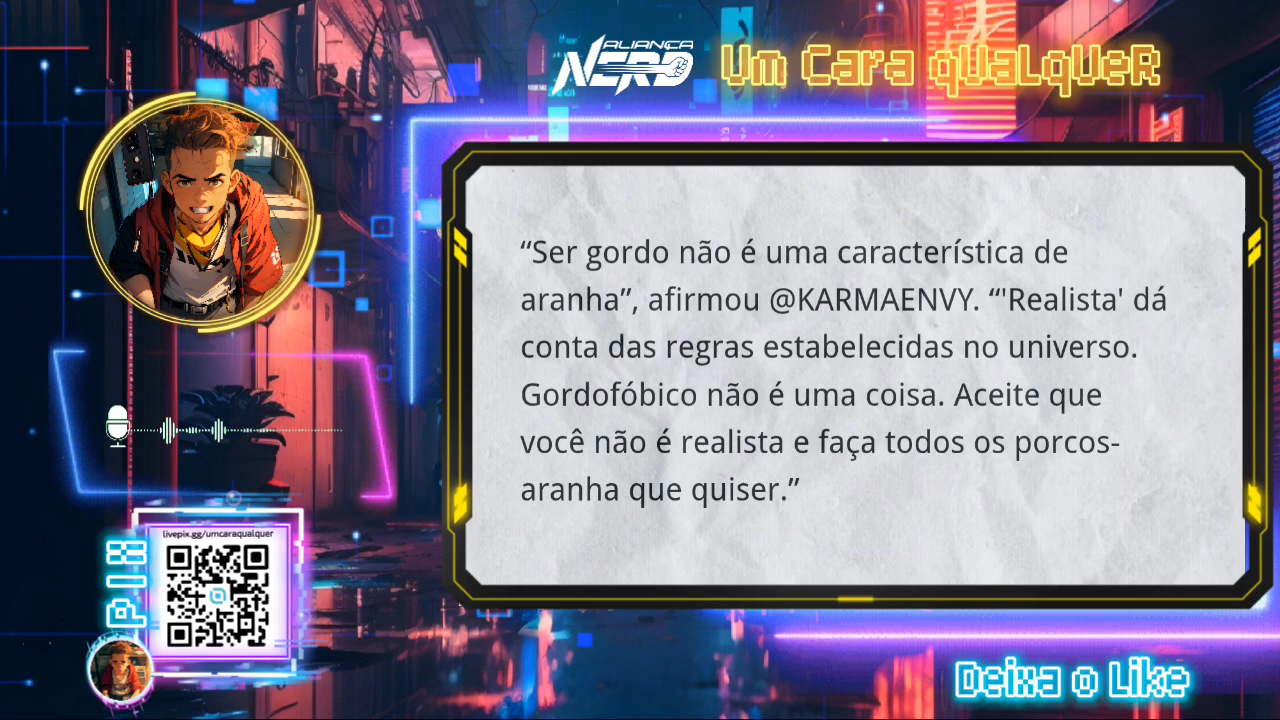 ALIANÇA
NERD
Um Cara qUaLqUeR
“Ser gordo não é uma característica de
aranha”, afirmou @KARMAENVY. “'Realista' dá
conta das regras estabelecidas no universo.
Gordofóbico não é uma coisa. Aceite que
você não é realista e faça todos os porcos-
aranha que quiser.”
livepix.gg/umcaraqualquer
PIX
Deixa o Like